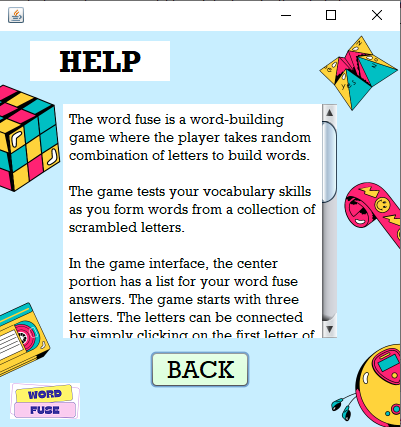 HELP
The word fuse is a word-building
game where the player takes random
combination of letters to build words.
The game tests your vocabulary skills
as you form words from a collection of
scrambled letters.
In the game interface, the center
portion has a list for your word fuse
answers. The game starts with three
letters. The letters can be connected
by simply clicking on the first letter of
BACK
WORD
FUSE